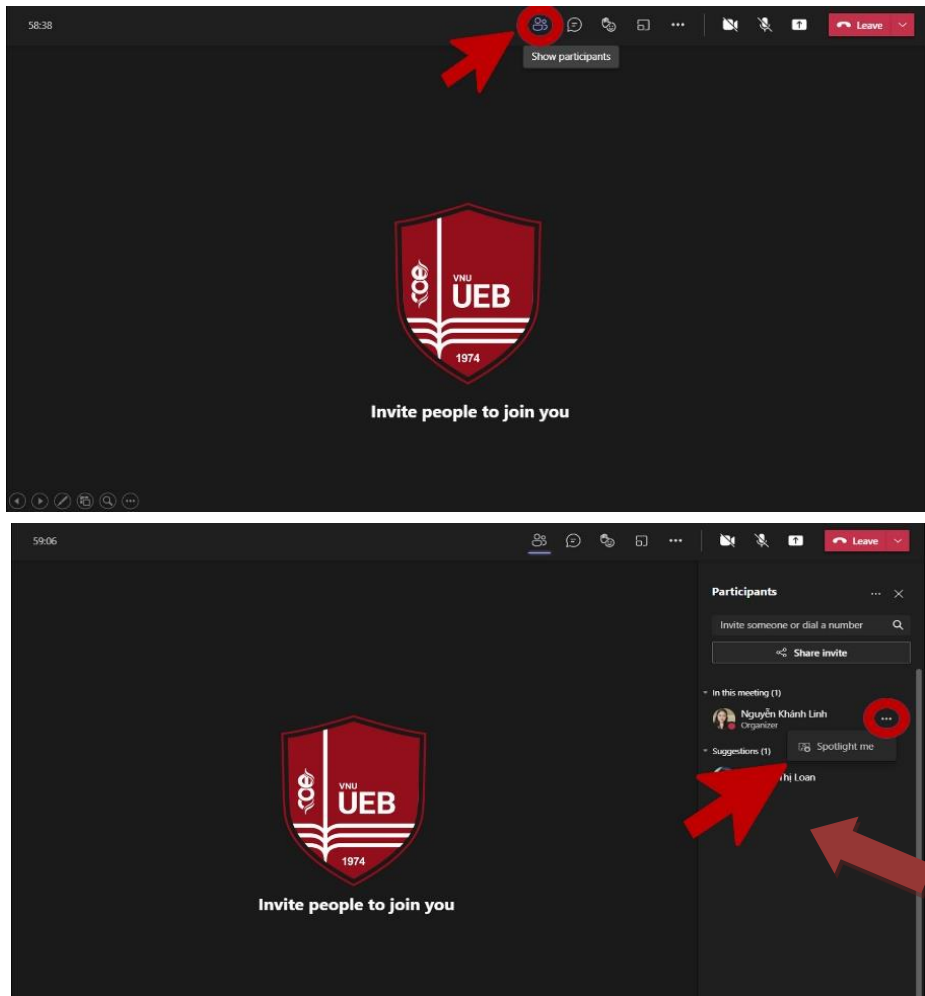 58:38
Leave
Show participants
VNU
UEB
1974
Invite people to join you
59:06
Leave
Participants
Invite someone or dial a number
Share invite
In this meeting (1)
Nguyễn Khánh Linh
Organizer
Spotlight me
Suggestions (1)
Thị Loan
VNU
UEB
1974
Invite people to join you